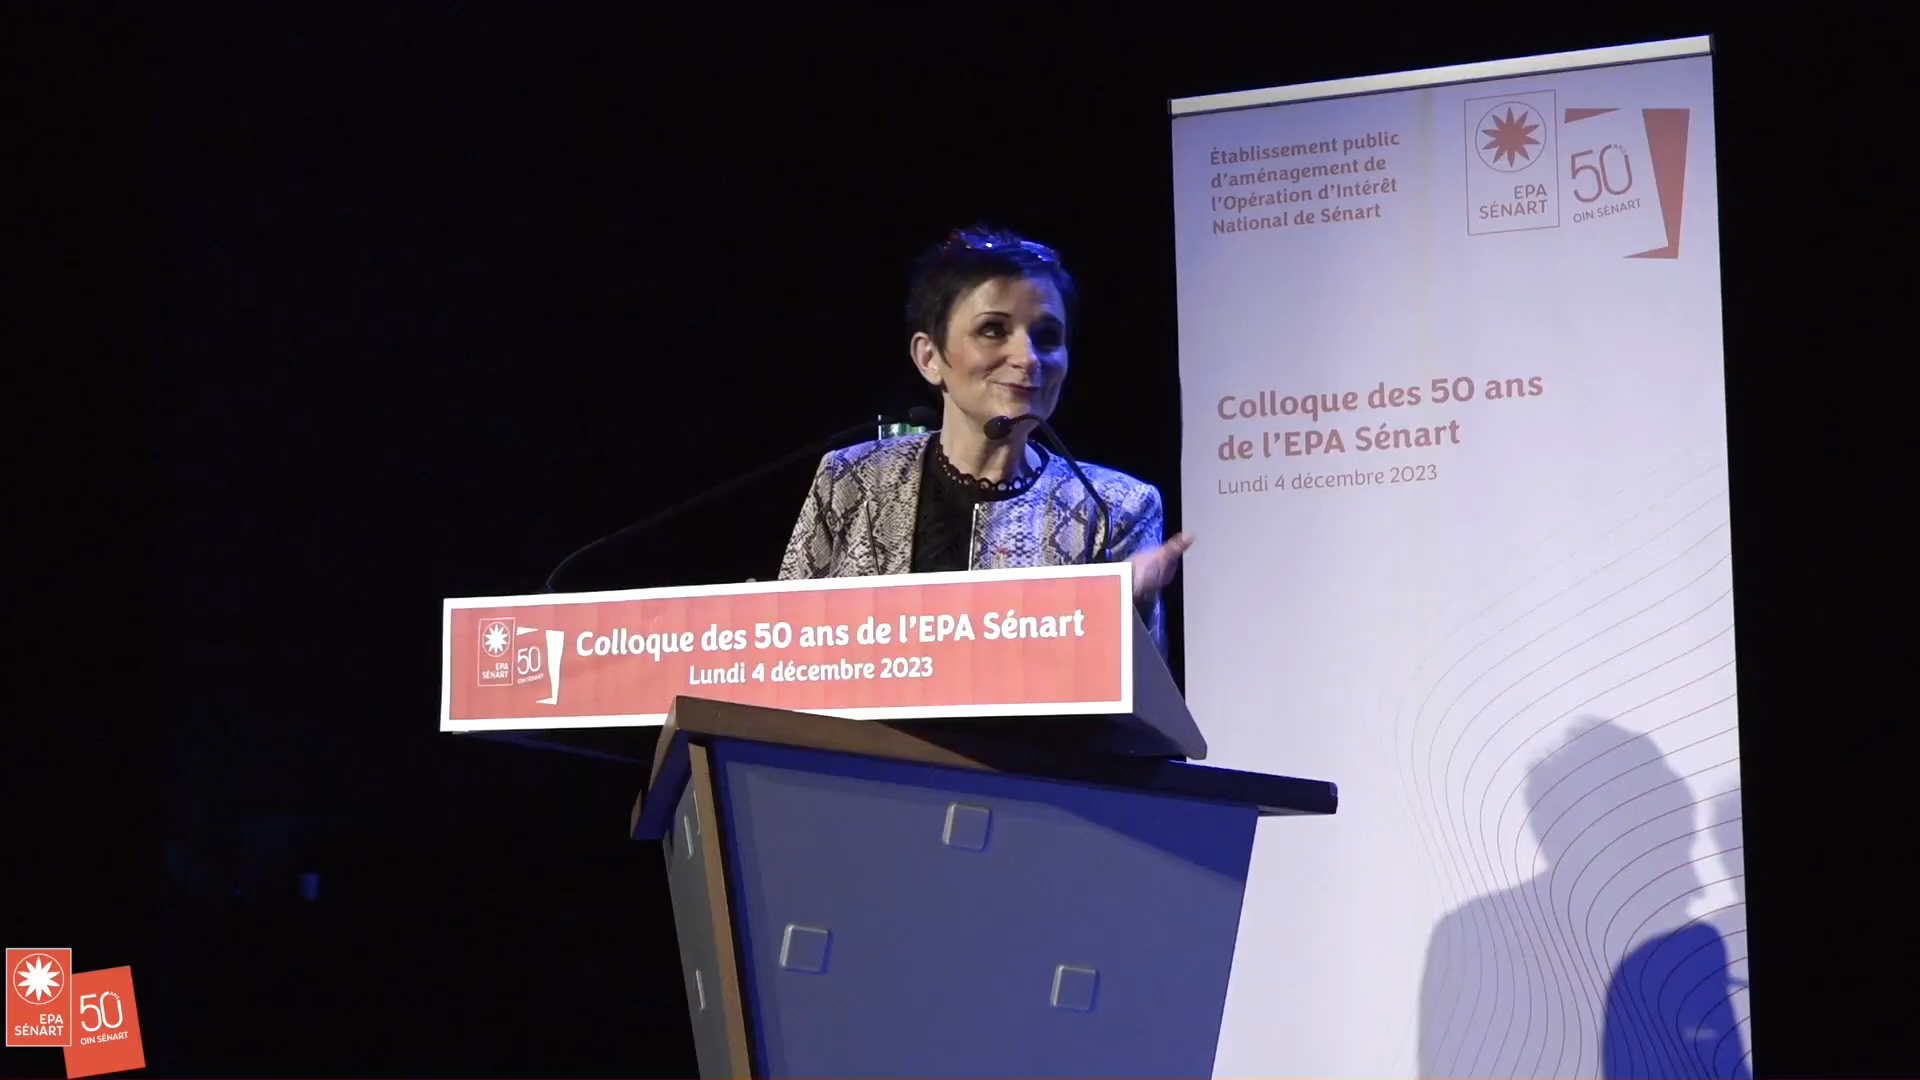 Établissement public
d'aménagement de
l'Opération d'Intérêt
National de Sénart
EPA
SÉNART
50
OIN SÉNART
Colloque des 50 ans
de l'EPA Sénart
Lundi 4 décembre 2023
EPA
SÉNART
50
OIN SÉNART
Colloque des 50 ans de l'EPA Sénart
Lundi 4 décembre 2023
EPA
SÉNART
50
OIN SÉNART